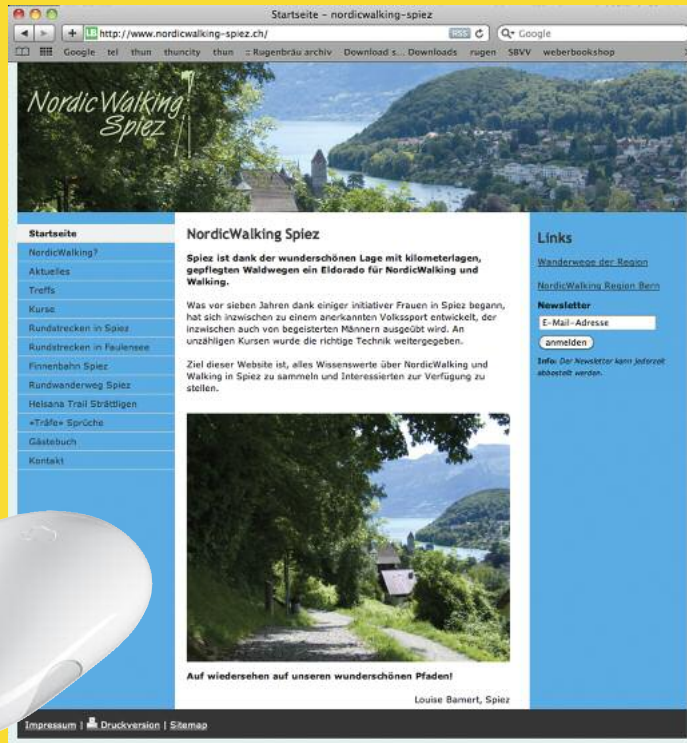 Startseite – nordicwalking-spiez
http://www.nordicwalking-spiez.ch/
RSS
Google
Google tel thun thuncity thun :: Rugenbräu archiv Download s... Downloads rugen SBVV weberbookshop
NordicWalking
Spiez
Startseite
NordicWalking?
Aktuelles
Treffs
Kurse
Rundstrecken in Spiez
Rundstrecken in Faulensee
Finnenbahn Spiez
Rundwanderweg Spiez
Helsana Trail Strättligen
«Träfe» Sprüche
Gästebuch
Kontakt
NordicWalking Spiez
Spiez ist dank der wunderschönen Lage mit kilometerlagen,
gepflegten Waldwegen ein Eldorado für NordicWalking und
Walking.
Was vor sieben Jahren dank einiger initiativer Frauen in Spiez begann,
hat sich inzwischen zu einem anerkannten Volkssport entwickelt, der
inzwischen auch von begeisterten Männern ausgeübt wird. An
unzähligen Kursen wurde die richtige Technik weitergegeben.
Ziel dieser Website ist, alles Wissenswerte über NordicWalking und
Walking in Spiez zu sammeln und Interessierten zur Verfügung zu
stellen.
Auf wiedersehen auf unseren wunderschönen Pfaden!
Louise Bamert, Spiez
Links
Wanderwege der Region
NordicWalking Region Bern
Newsletter
E-Mail-Adresse
anmelden
Info: Der Newsletter kann jederzeit
abbestellt werden.
Impressum | Druckversion | Sitemap